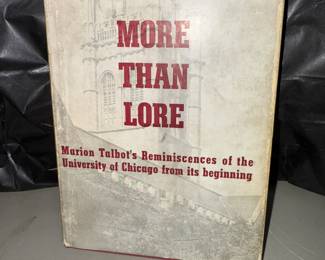 MORE
THAN
LORE
Marion Talbot's Reminiscences of the
University of Chicago from its beginning